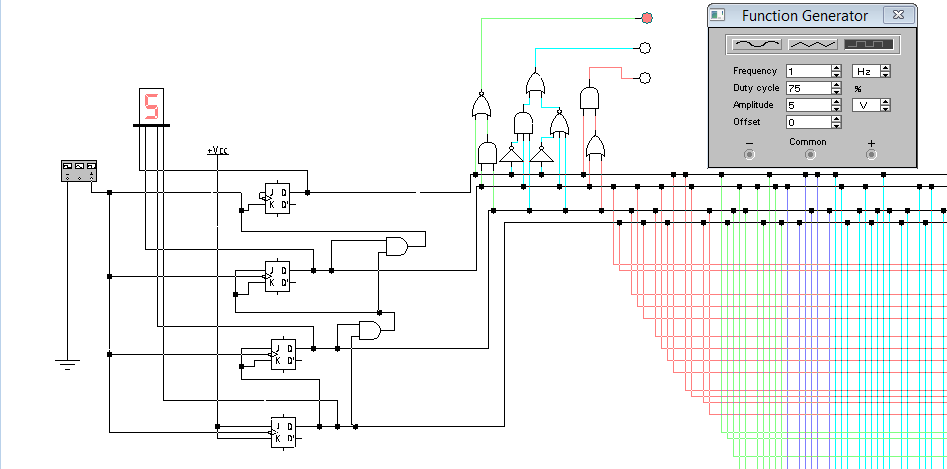 Function Generator
Frequency 1 Hz
Duty cycle 75 %
Amplitude 5 V
Offset 0
− Common +
5
+Vcc
J Q
K Q'
J Q
K Q'
J Q
K Q'
J Q
K Q'